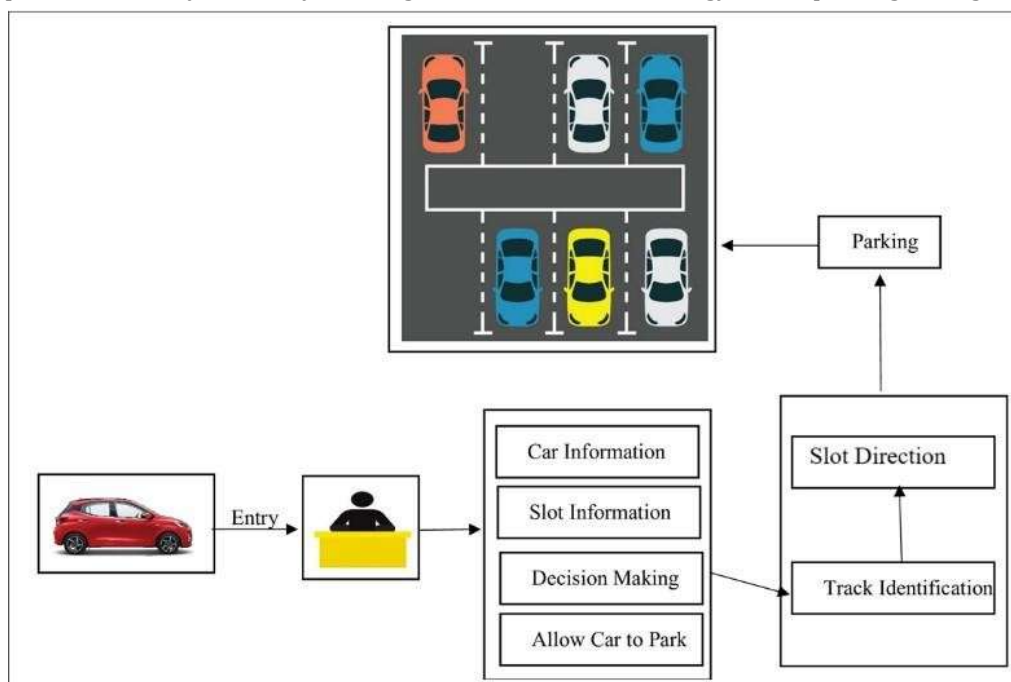 Parking
Entry
Car Information
Slot Information
Decision Making
Allow Car to Park
Slot Direction
Track Identification